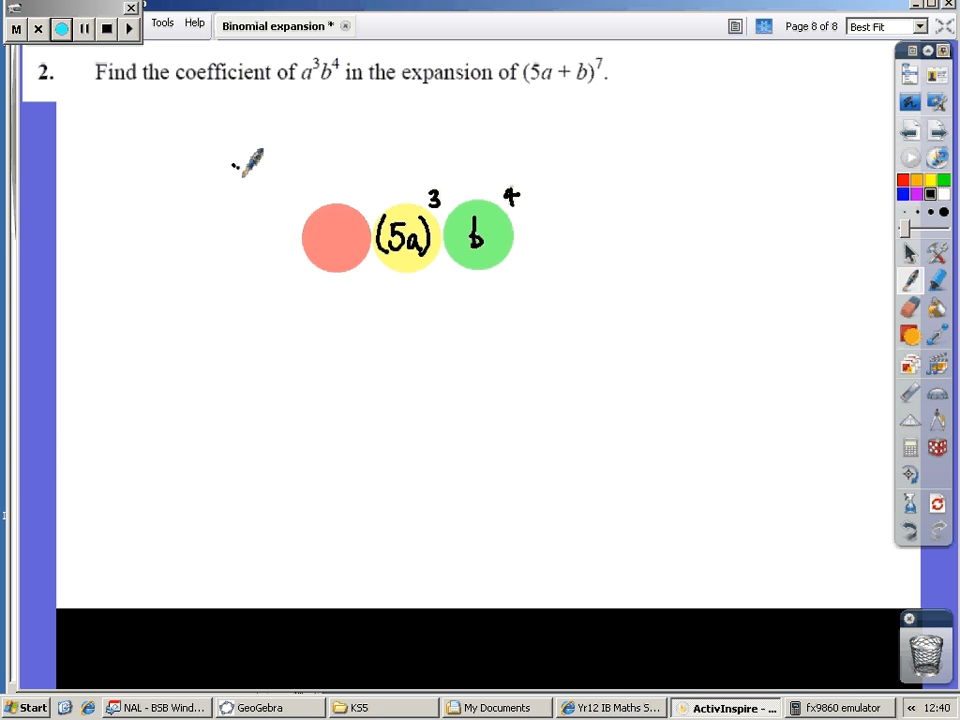 M
Tools Help Binomial expansion * Page 8 of 8 Best Fit
2. Find the coefficient of a³b⁴ in the expansion of (5a + b)⁷.
(5a)³ b⁴
Start NAL - BSB Wind... GeoGebra KS5 My Documents Yr12 IB Maths S... ActivInspire - ... fx9860 emulator « 12:40